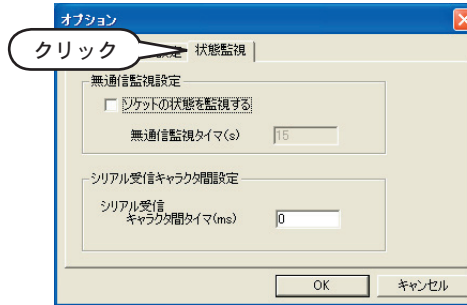 オプション
クリック
設定
状態監視
無通信監視設定
ソケットの状態を監視する
無通信監視タイマ(s)
15
シリアル受信キャラクタ間設定
シリアル受信
キャラクタ間タイマ(ms)
0
OK
キャンセル